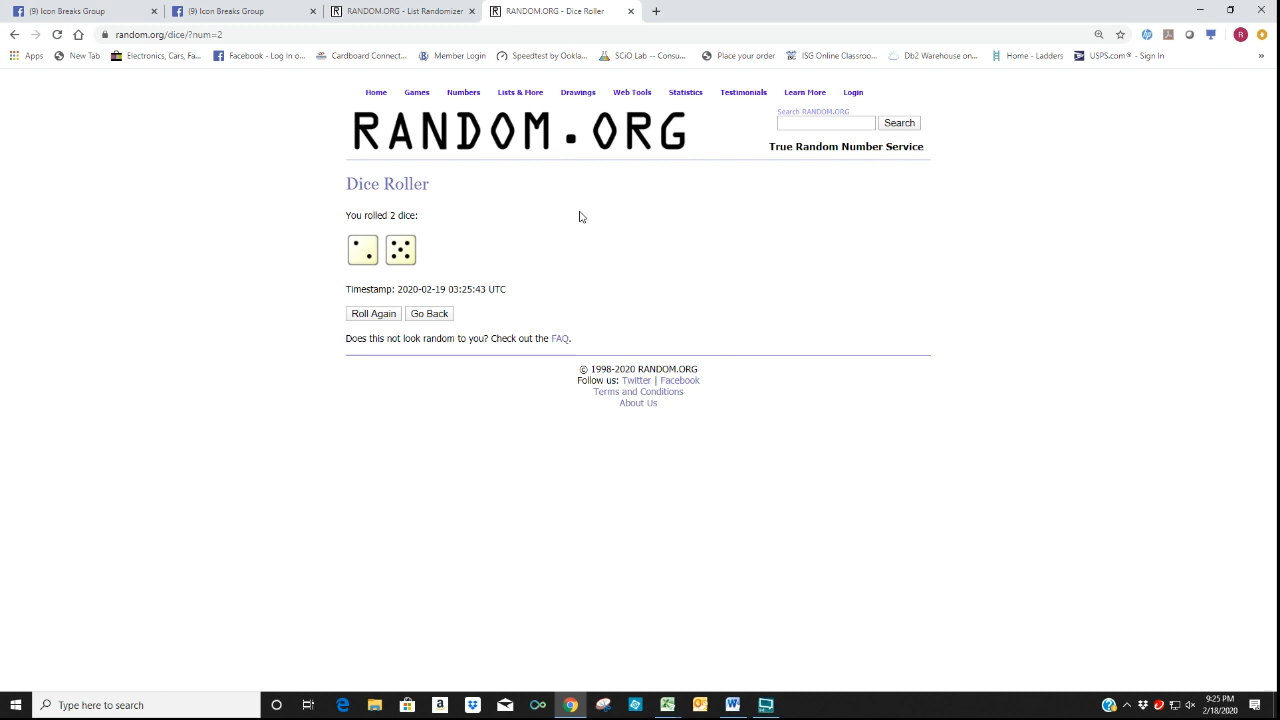 (9) Icon Breaks Group
(9) Icon Breaks Group
RANDOM.ORG - List Randomizer
RANDOM.ORG - Dice Roller
random.org/dice/?num=2
Apps
New Tab
Electronics, Cars, Fa...
Facebook - Log In o...
Cardboard Connect...
Member Login
Speedtest by Ookla...
SCiO Lab -- Consu...
Place your order
ISG Online Classroo...
Db2 Warehouse on...
Home - Ladders
USPS.com® - Sign In
»
Home Games Numbers Lists & More Drawings Web Tools Statistics Testimonials Learn More Login
RANDOM.ORG
Search RANDOM.ORG
Search
True Random Number Service
Dice Roller
You rolled 2 dice:
Timestamp: 2020-02-19 03:25:43 UTC
Roll Again
Go Back
Does this not look random to you? Check out the FAQ.
© 1998-2020 RANDOM.ORG
Follow us: Twitter | Facebook
Terms and Conditions
About Us
Type here to search
9:25 PM
2/18/2020